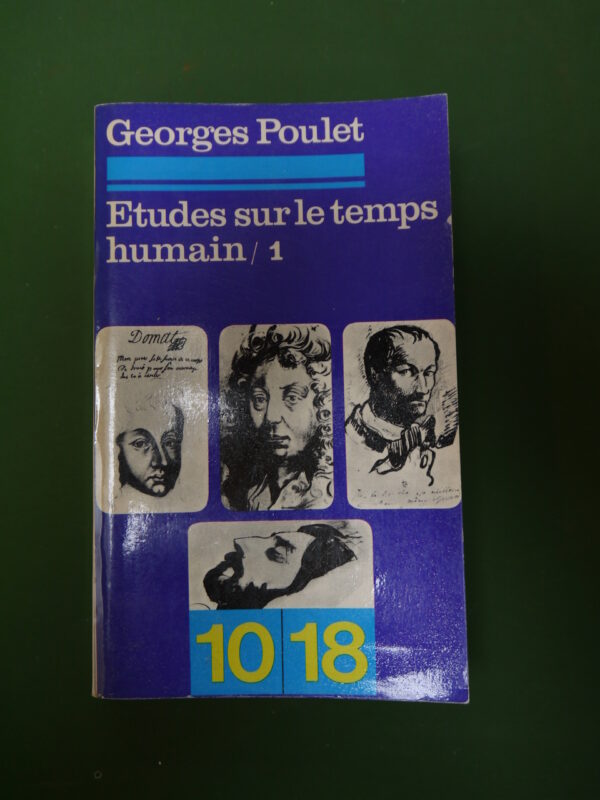 Georges Poulet
Etudes sur le temps
humain / 1
Domat
10 18